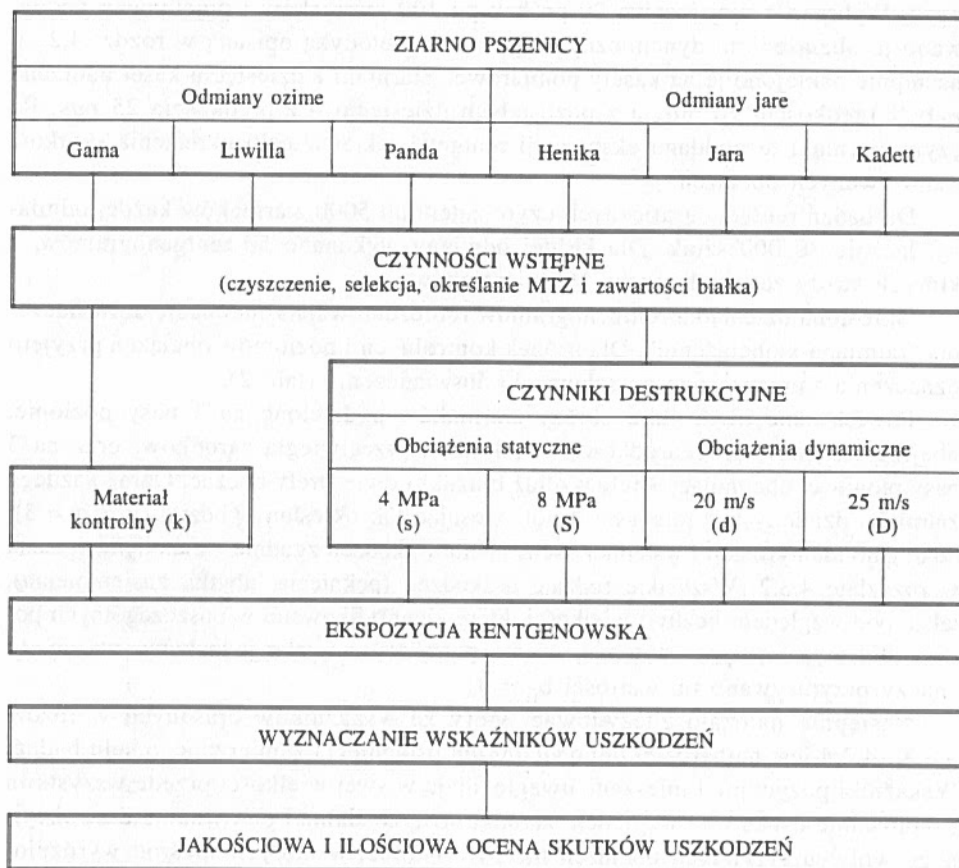 ZIARNO PSZENICY
Odmiany ozime
Odmiany jare
Gama
Liwilla
Panda
Henika
Jara
Kadett
CZYNNOŚCI WSTĘPNE
(czyszczenie, selekcja, określanie MTZ i zawartości białka)
CZYNNIKI DESTRUKCYJNE
Obciążenia statyczne
Obciążenia dynamiczne
Materiał
kontrolny (k)
4 MPa
(s)
8 MPa
(S)
20 m/s
(d)
25 m/s
(D)
EKSPOZYCJA RENTGENOWSKA
WYZNACZANIE WSKAŹNIKÓW USZKODZEŃ
JAKOŚCIOWA I ILOŚCIOWA OCENA SKUTKÓW USZKODZEŃ